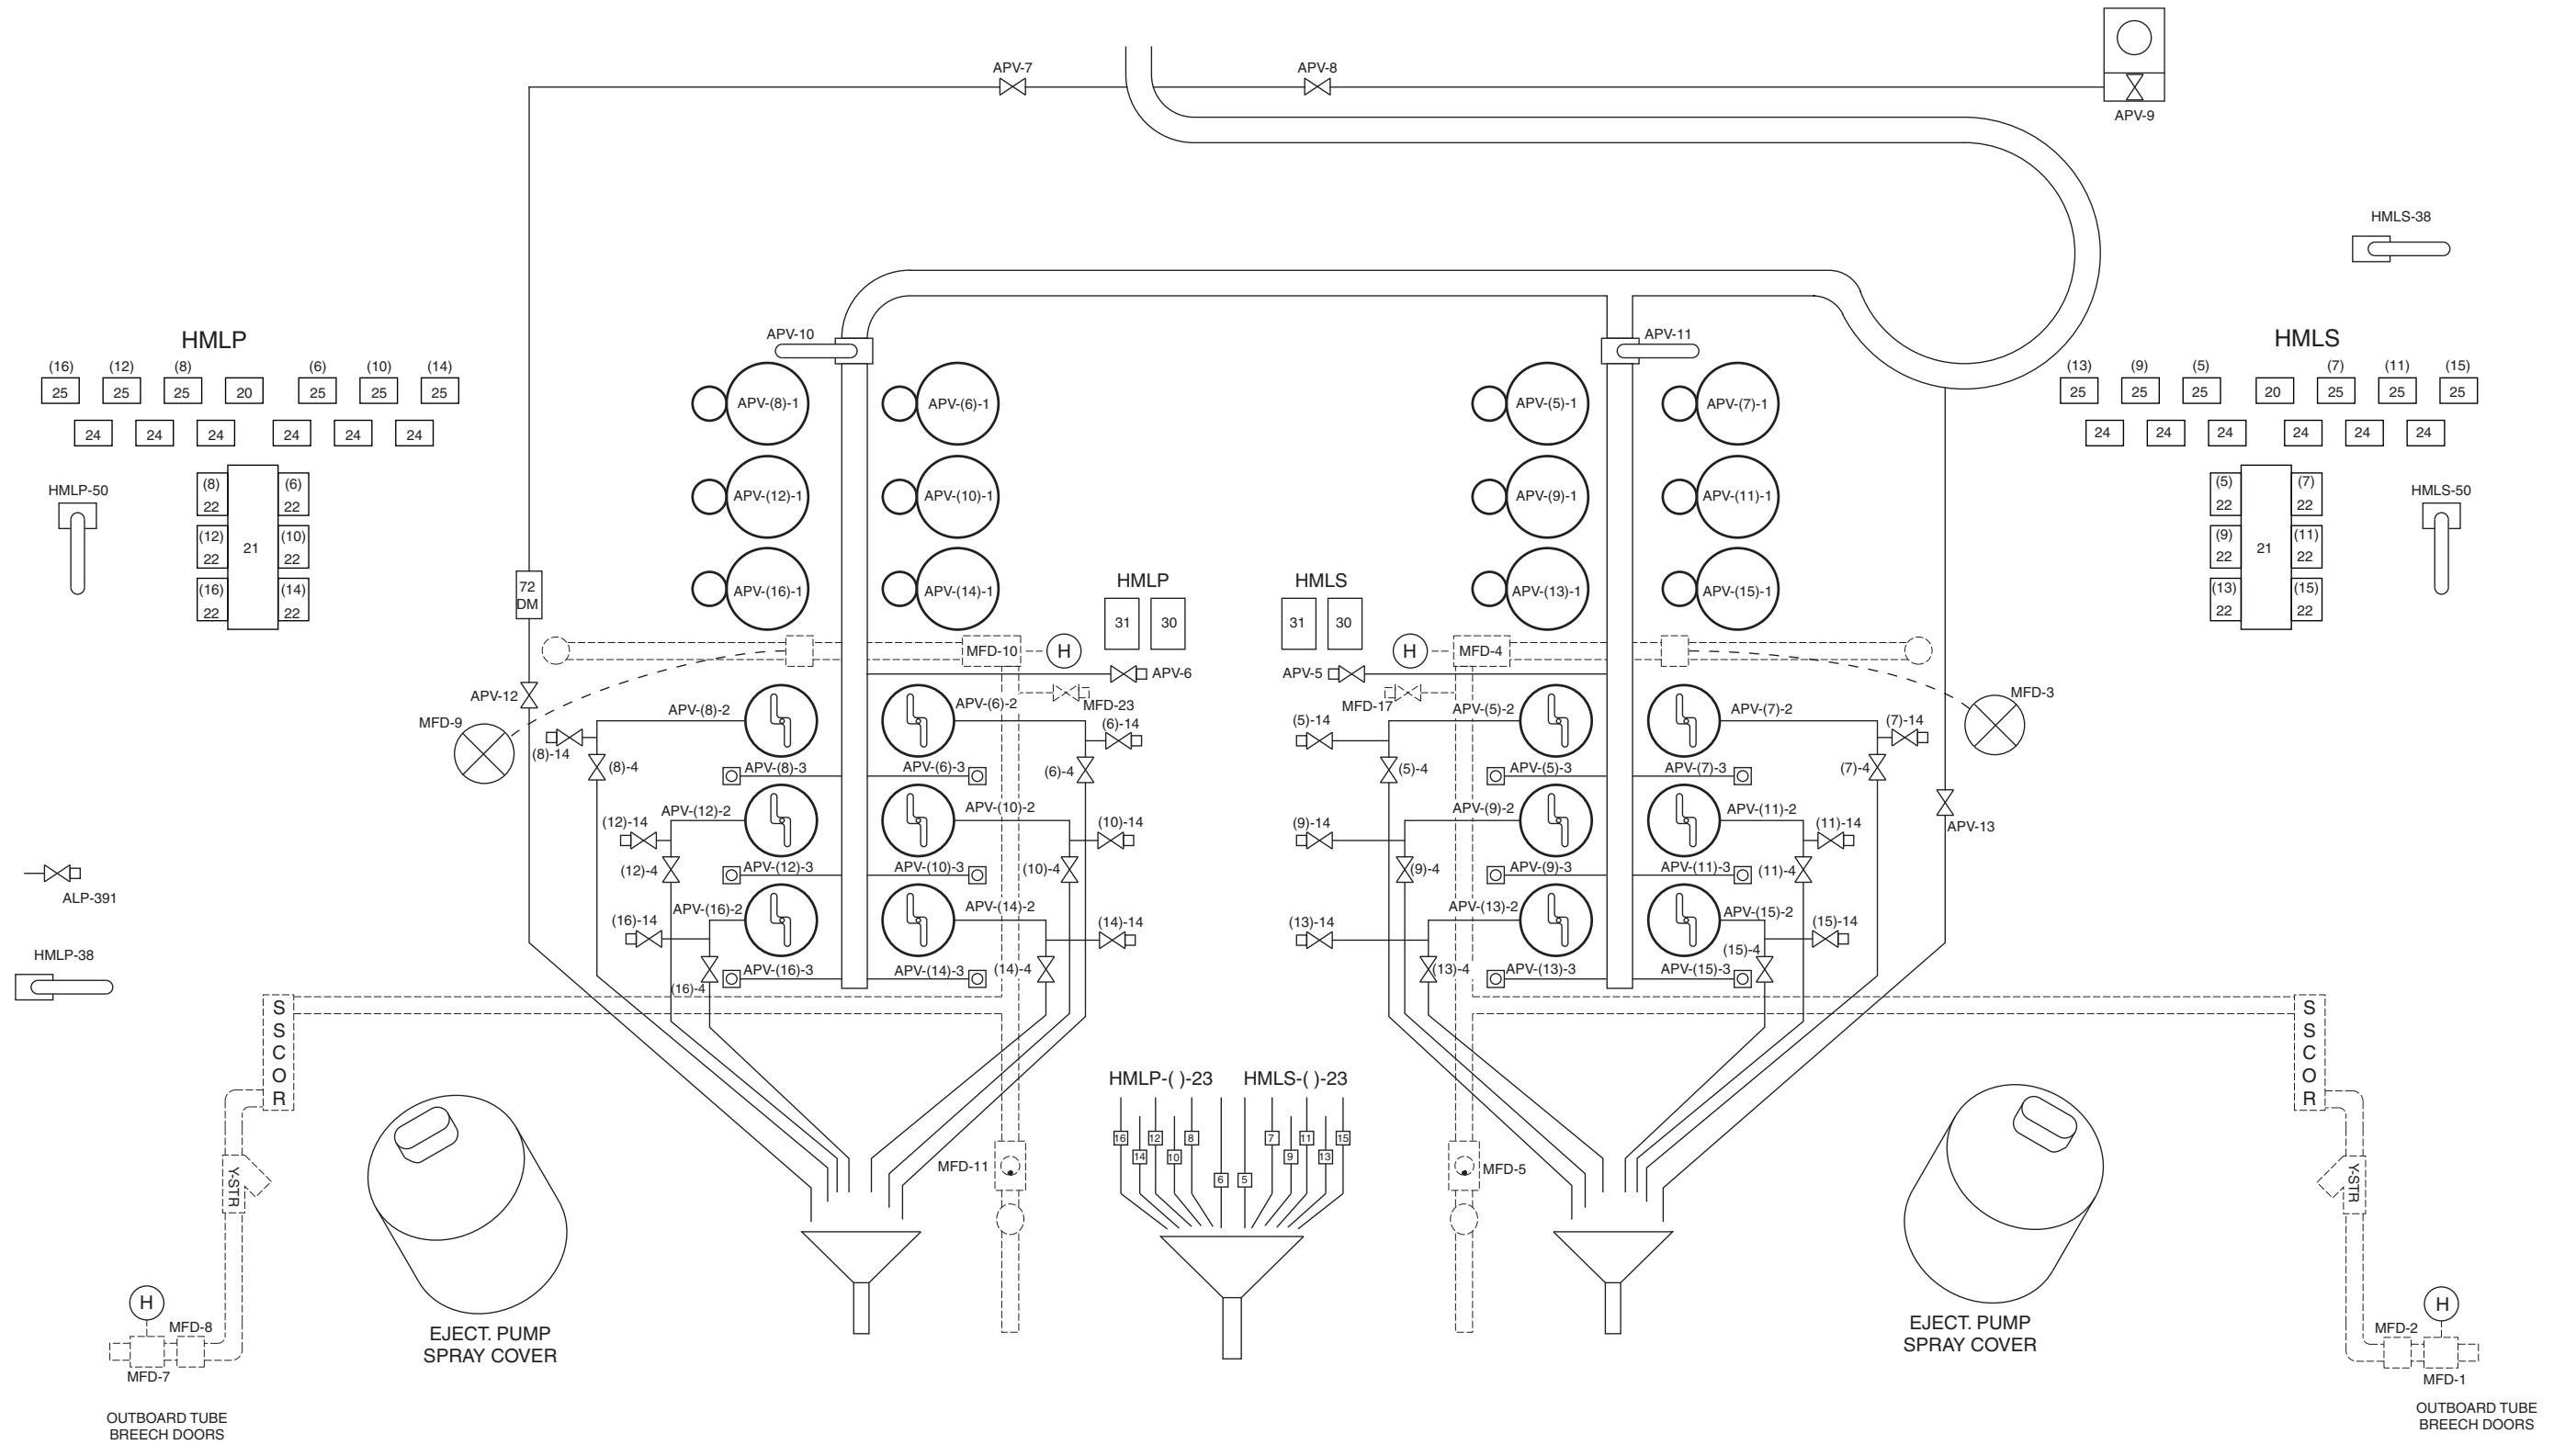 APV-7
APV-8
APV-9
HMLS-38
APV-10
APV-11
HMLP
(16) (12) (8) (6) (10) (14)
25 25 25 20 25 25 25
24 24 24 24 24 24
HMLP-50
(8) (6)
22 22
(12) 21 (10)
22 22
(16) (14)
22 22
HMLS
(13) (9) (5) (7) (11) (15)
25 25 25 20 25 25 25
24 24 24 24 24 24
HMLS-50
(5) (7)
22 22
(9) 21 (11)
22 22
(13) (15)
22 22
APV-(8)-1 APV-(6)-1 APV-(5)-1 APV-(7)-1
APV-(12)-1 APV-(10)-1 APV-(9)-1 APV-(11)-1
APV-(16)-1 APV-(14)-1 APV-(13)-1 APV-(15)-1
72
DM
HMLP
31 30
HMLS
31 30
MFD-10 H
H MFD-4
APV-6
APV-5
APV-12
MFD-9
MFD-23
MFD-17
MFD-3
APV-13
APV-(8)-2 APV-(6)-2 APV-(5)-2 APV-(7)-2
(8)-14 (6)-14 (5)-14 (7)-14
(8)-4 (6)-4 (5)-4 (7)-4
APV-(8)-3 APV-(6)-3 APV-(5)-3 APV-(7)-3
APV-(12)-2 APV-(10)-2 APV-(9)-2 APV-(11)-2
(12)-14 (10)-14 (9)-14 (11)-14
(12)-4 (10)-4 (9)-4 (11)-4
APV-(12)-3 APV-(10)-3 APV-(9)-3 APV-(11)-3
APV-(16)-2 APV-(14)-2 APV-(13)-2 APV-(15)-2
(16)-14 (14)-14 (13)-14 (15)-14
(16)-4 (14)-4 (13)-4 (15)-4
APV-(16)-3 APV-(14)-3 APV-(13)-3 APV-(15)-3
ALP-391
HMLP-38
S
S
C
O
R
S
S
C
O
R
HMLP-( )-23 HMLS-( )-23
16 12 8 7 11 15
14 10 9 13
6 5
MFD-11
MFD-5
Y-STR
Y-STR
H
MFD-8
MFD-7
EJECT. PUMP
SPRAY COVER
EJECT. PUMP
SPRAY COVER
H
MFD-2
MFD-1
OUTBOARD TUBE
BREECH DOORS
OUTBOARD TUBE
BREECH DOORS